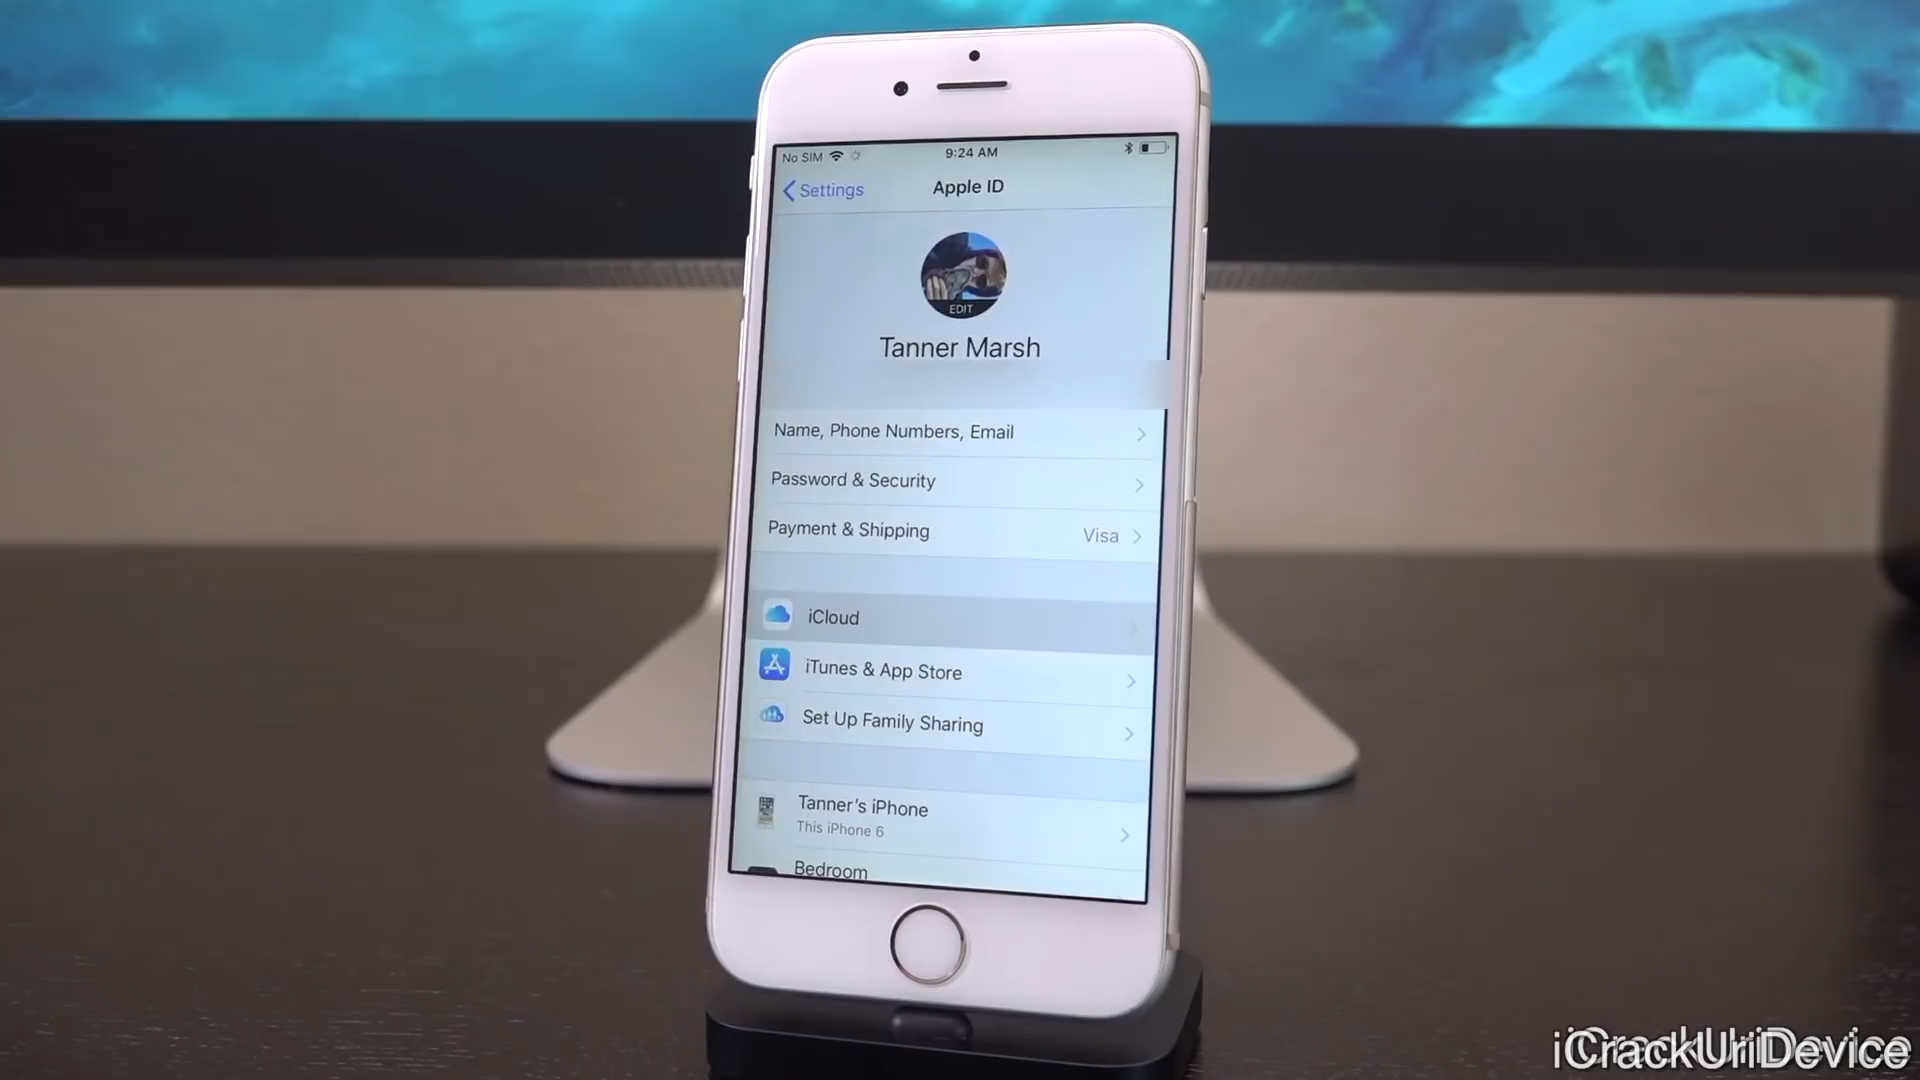 No SIM
9:24 AM
Settings
Apple ID
EDIT
Tanner Marsh
Name, Phone Numbers, Email
Password & Security
Payment & Shipping
Visa
iCloud
iTunes & App Store
Set Up Family Sharing
Tanner's iPhone
This iPhone 6
Bedroom
iCrackUriDevice